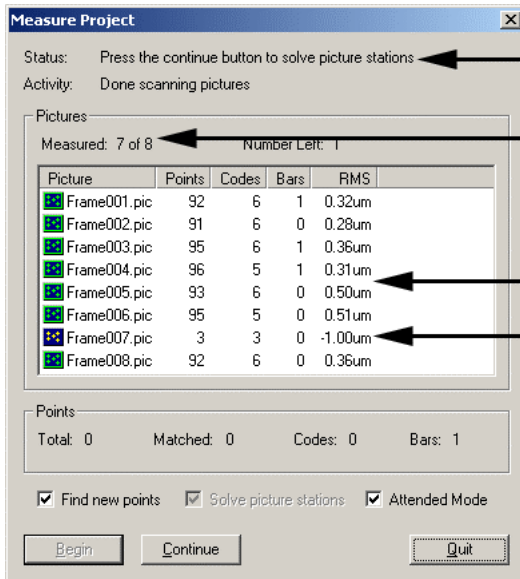 Measure Project
Status: Press the continue button to solve picture stations
Activity: Done scanning pictures
Pictures
Measured: 7 of 8 Number Left: 1
Picture Points Codes Bars RMS
Frame001.pic 92 6 1 0.32um
Frame002.pic 91 6 0 0.28um
Frame003.pic 95 6 1 0.36um
Frame004.pic 96 5 1 0.31um
Frame005.pic 93 6 0 0.50um
Frame006.pic 95 5 0 0.51um
Frame007.pic 3 3 0 -1.00um
Frame008.pic 92 6 0 0.36um
Points
Total: 0 Matched: 0 Codes: 0 Bars: 1
Find new points Solve picture stations Attended Mode
Begin Continue Quit